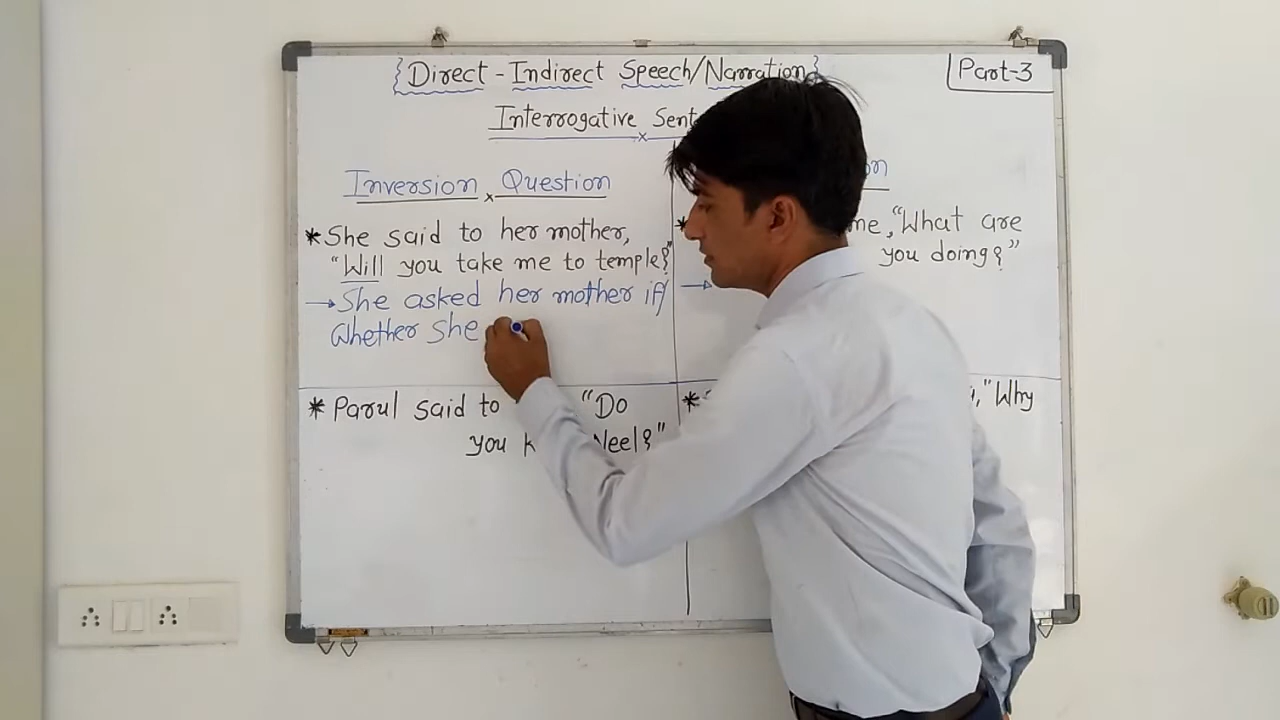 {Direct-Indirect Speech/Narration}
Part-3
Interrogative
Inversion Question
*She said to her mother,
"Will you take me to temple?"
→She asked her mother if/
Whether she
me, "What are
you doing?"
*Parul said to "Do
you Neel?"
"Why